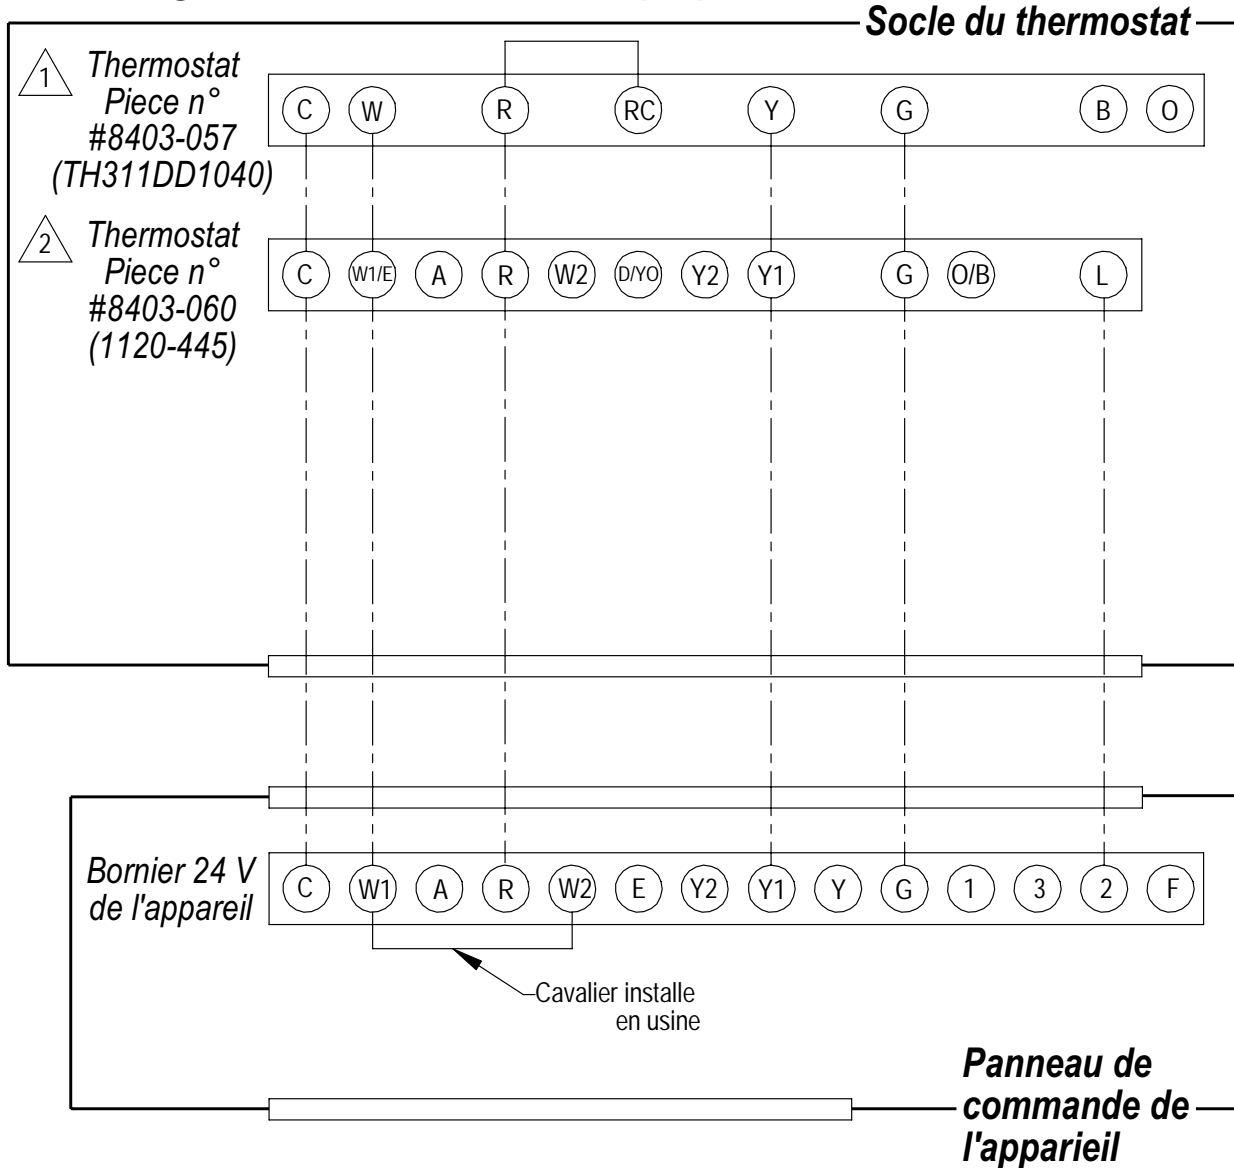 Socle du thermostat
1
Thermostat
Piece n°
#8403-057
(TH311DD1040)
C W R RC Y G B O
2
Thermostat
Piece n°
#8403-060
(1120-445)
C W1/E A R W2 D/YO Y2 Y1 G O/B L
Bornier 24 V
de l'appareil
C W1 A R W2 E Y2 Y1 Y G 1 3 2 F
Cavalier installe
en usine
Panneau de
commande de
l'apparieil